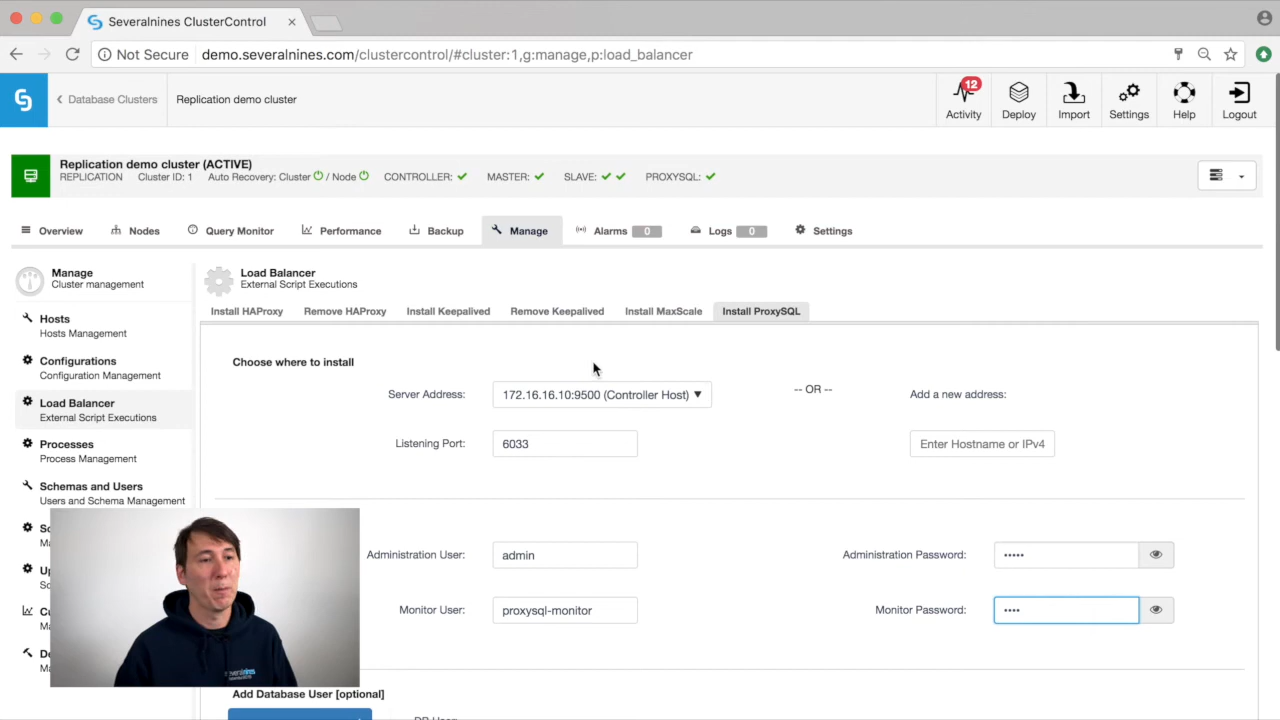 Severalnines ClusterControl
Not Secure demo.severalnines.com/clustercontrol/#cluster:1,g:manage,p:load_balancer
Database Clusters
Replication demo cluster
12
Activity
Deploy
Import
Settings
Help
Logout
Replication demo cluster (ACTIVE)
REPLICATION Cluster ID: 1 Auto Recovery: Cluster / Node CONTROLLER: MASTER: SLAVE: PROXYSQL:
Overview Nodes Query Monitor Performance Backup Manage Alarms 0 Logs 0 Settings
Manage
Cluster management
Hosts
Hosts Management
Configurations
Configuration Management
Load Balancer
External Script Executions
Processes
Process Management
Schemas and Users
Users and Schema Management
Load Balancer
External Script Executions
Install HAProxy Remove HAProxy Install Keepalived Remove Keepalived Install MaxScale Install ProxySQL
Choose where to install
Server Address: 172.16.16.10:9500 (Controller Host) -- OR -- Add a new address:
Listening Port: 6033 Enter Hostname or IPv4
Administration User: admin Administration Password: •••••
Monitor User: proxysql-monitor Monitor Password: ••••
Add Database User [optional]
severalnines